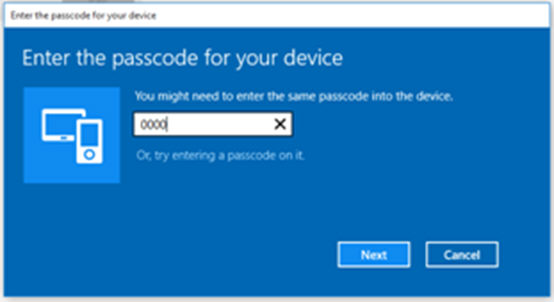 Enter the passcode for your device
Enter the passcode for your device
You might need to enter the same passcode into the device.
0000
Or, try entering a passcode on it.
Next
Cancel